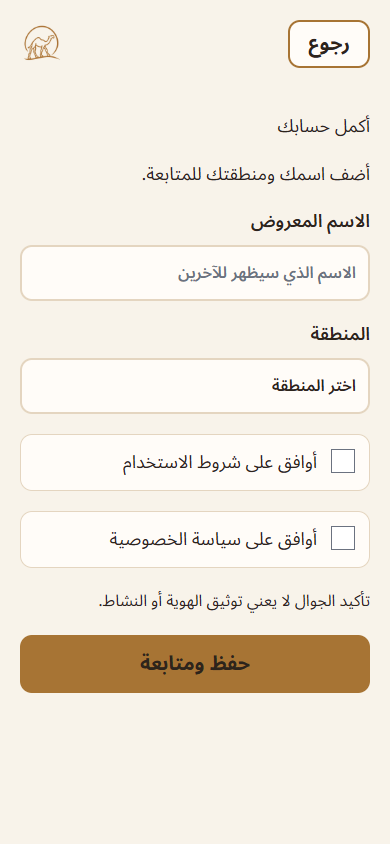 رجوع
أكمل حسابك
أضف اسمك ومنطقتك للمتابعة.
الاسم المعروض
الاسم الذي سيظهر للآخرين
المنطقة
اختر المنطقة
أوافق على شروط الاستخدام
أوافق على سياسة الخصوصية
تأكيد الجوال لا يعني توثيق الهوية أو النشاط.
حفظ ومتابعة